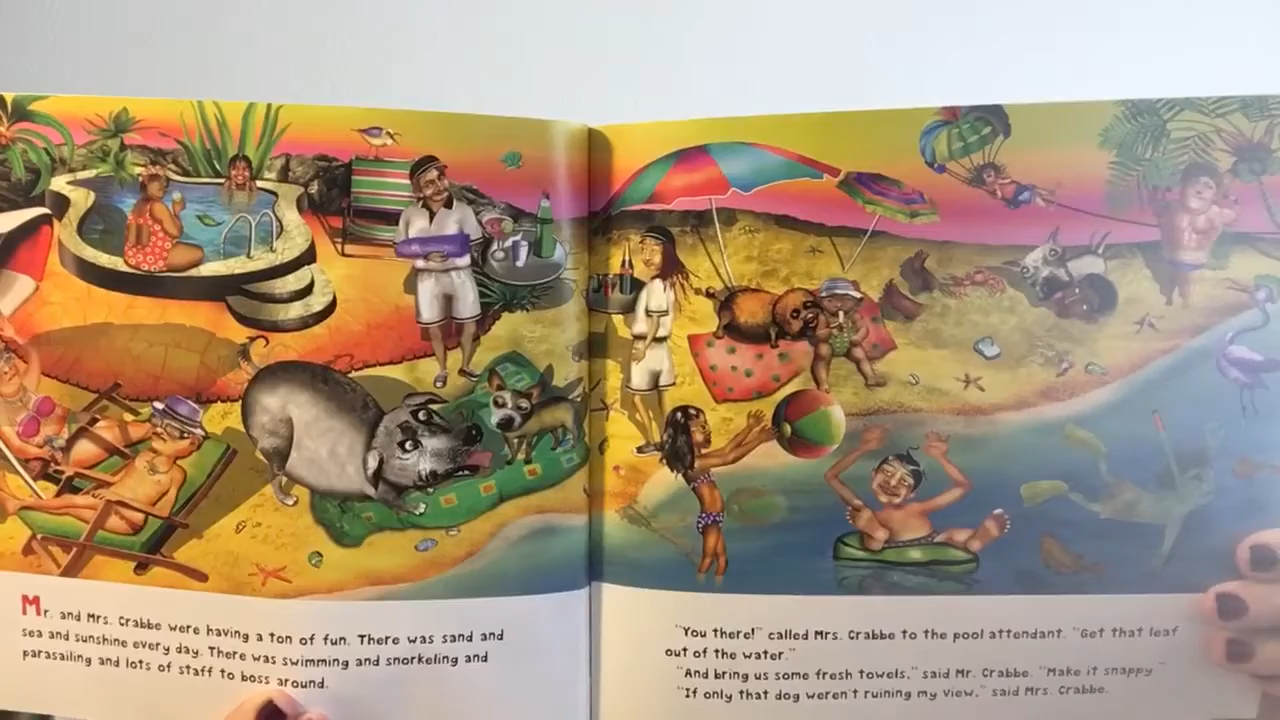 Mr. and Mrs. Crabbe were having a ton of fun. There was sand and
sea and sunshine every day. There was swimming and snorkeling and
parasailing and lots of staff to boss around.
"You there!" called Mrs. Crabbe to the pool attendant. "Get that leaf
out of the water."
"And bring us some fresh towels," said Mr. Crabbe. "Make it snappy."
"If only that dog weren't ruining my view," said Mrs. Crabbe.